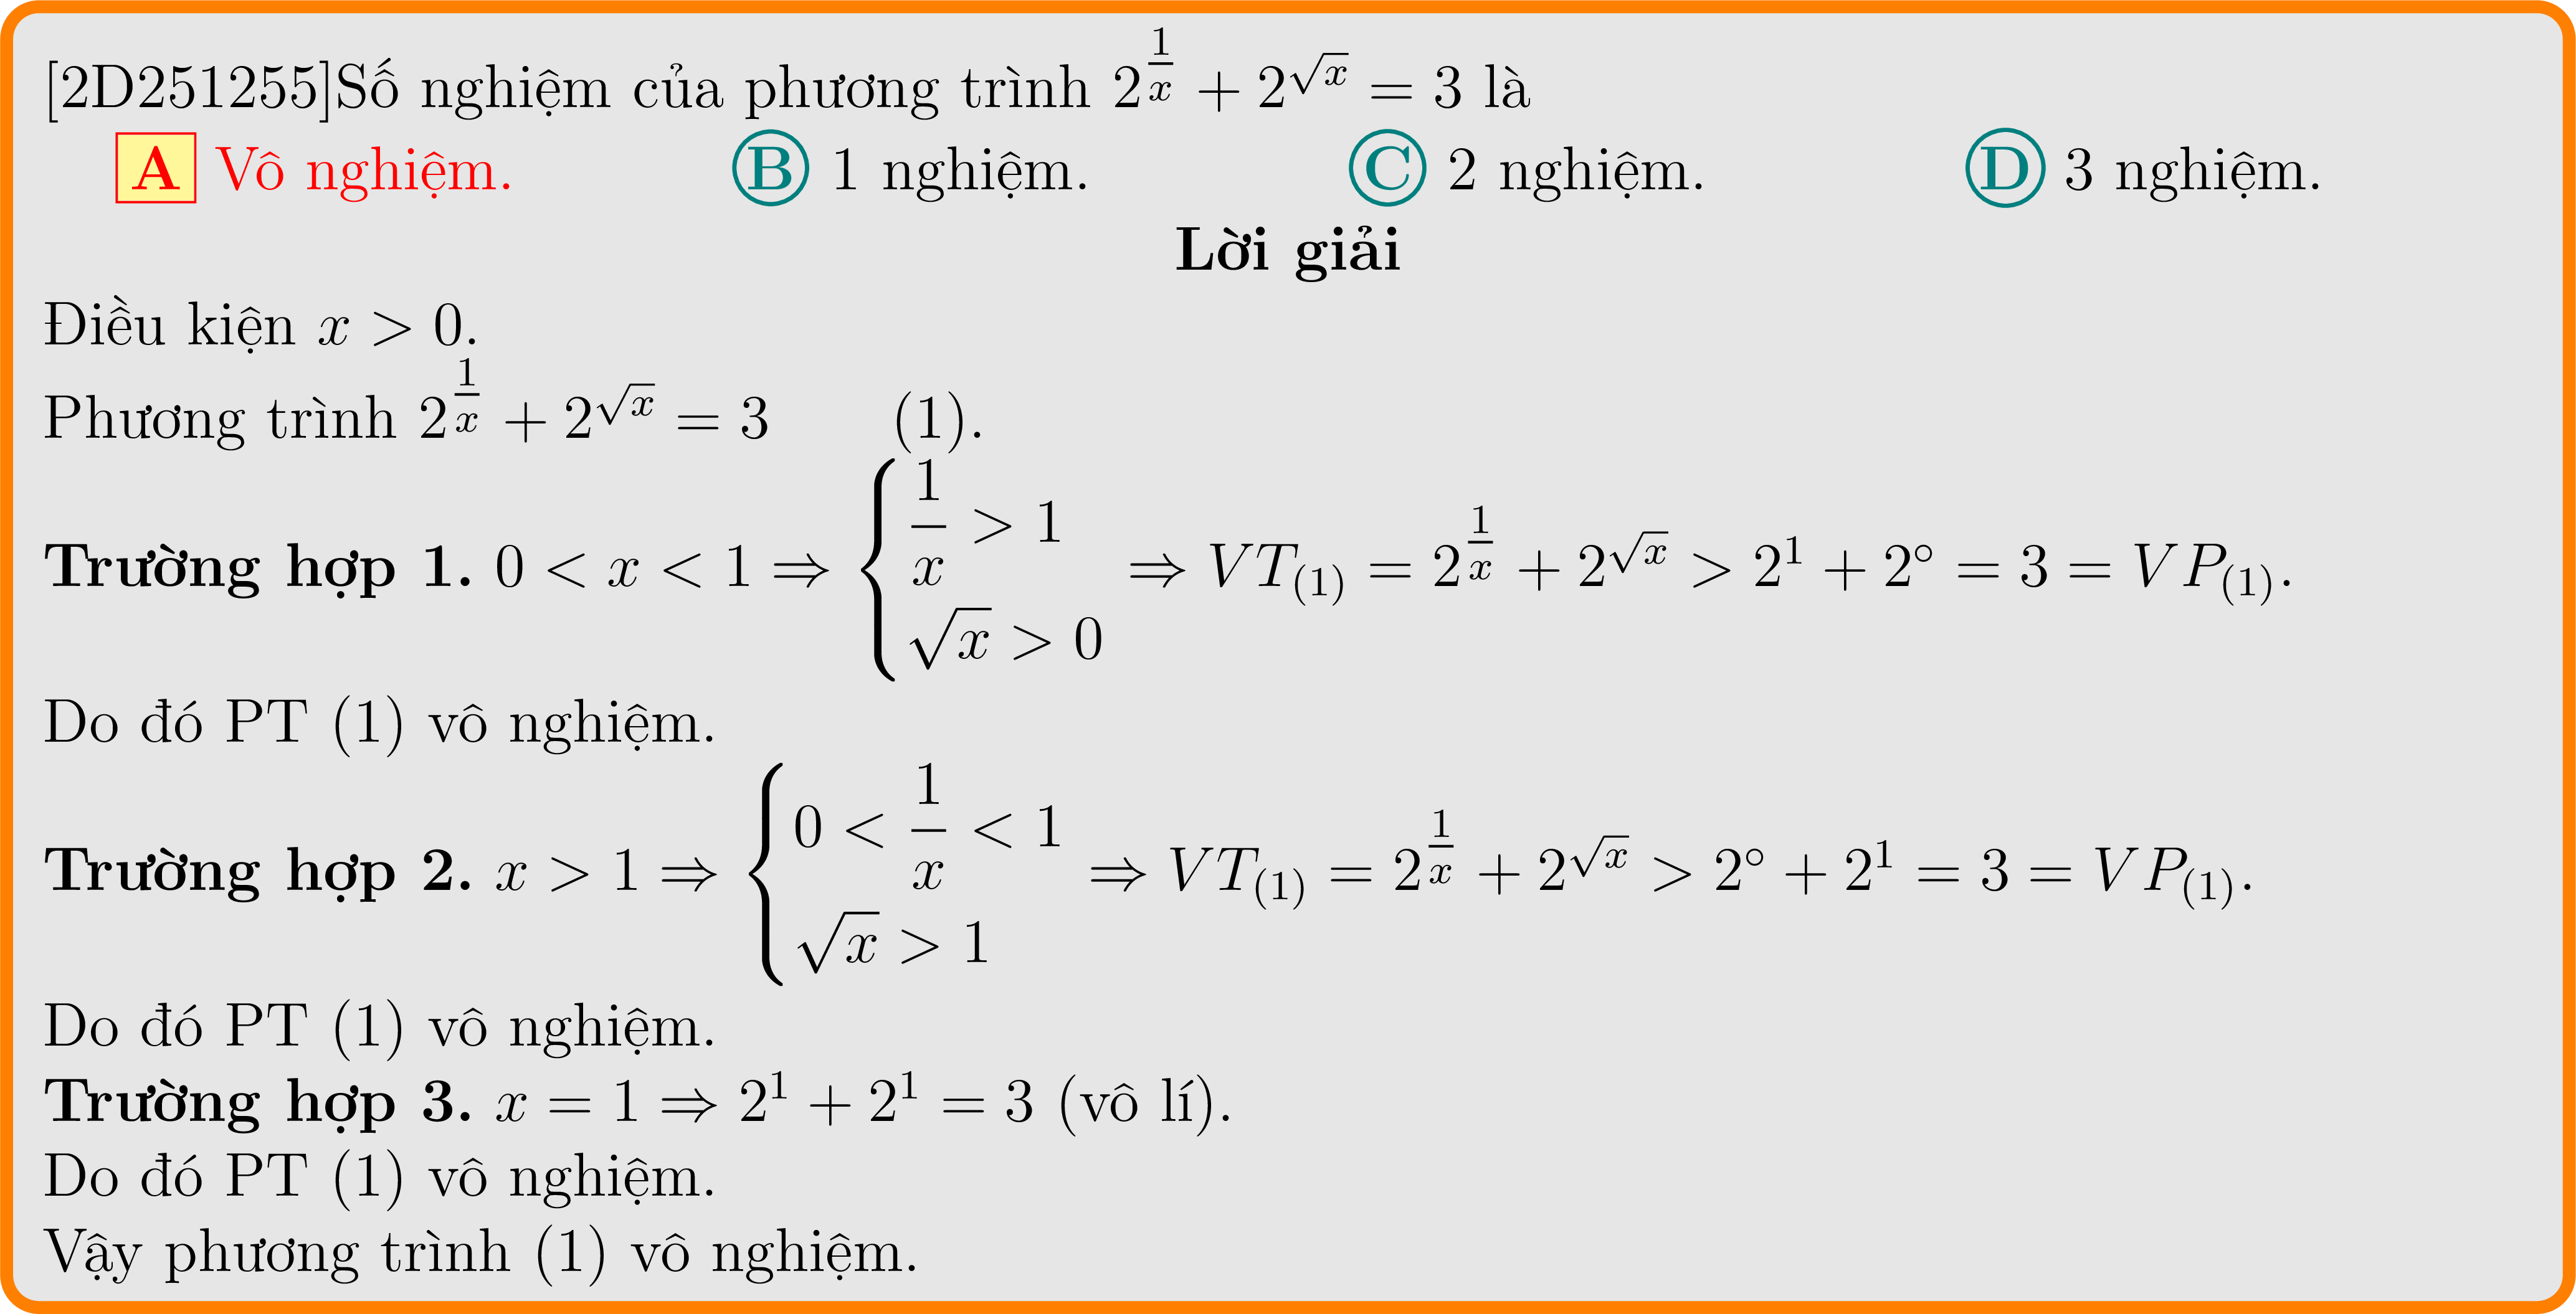 [2D251255]Số nghiệm của phương trình $2^{\frac{1}{x}} + 2^{\sqrt{x}} = 3$ là
A Vô nghiệm. B 1 nghiệm. C 2 nghiệm. D 3 nghiệm.
Lời giải
Điều kiện $x > 0$.
Phương trình $2^{\frac{1}{x}} + 2^{\sqrt{x}} = 3$ (1).
Trường hợp 1. $0 < x < 1 \Rightarrow \begin{cases} \dfrac{1}{x} > 1 \\ \sqrt{x} > 0 \end{cases} \Rightarrow VT_{(1)} = 2^{\frac{1}{x}} + 2^{\sqrt{x}} > 2^1 + 2^{\circ} = 3 = VP_{(1)}$.
Do đó PT (1) vô nghiệm.
Trường hợp 2. $x > 1 \Rightarrow \begin{cases} 0 < \dfrac{1}{x} < 1 \\ \sqrt{x} > 1 \end{cases} \Rightarrow VT_{(1)} = 2^{\frac{1}{x}} + 2^{\sqrt{x}} > 2^{\circ} + 2^1 = 3 = VP_{(1)}$.
Do đó PT (1) vô nghiệm.
Trường hợp 3. $x = 1 \Rightarrow 2^1 + 2^1 = 3$ (vô lí).
Do đó PT (1) vô nghiệm.
Vậy phương trình (1) vô nghiệm.